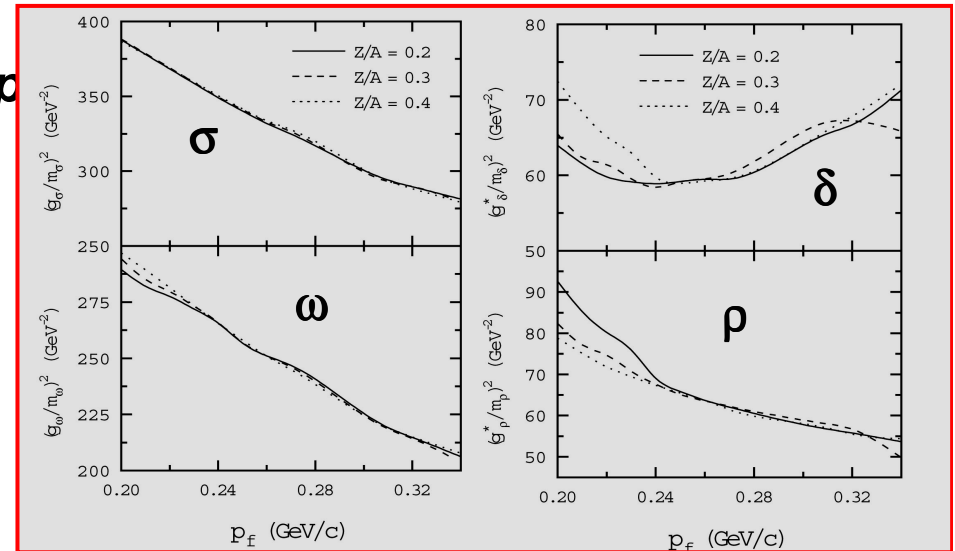 p
400
350
300
250
(g_σ/m_σ)² (GeV⁻²)
Z/A = 0.2
Z/A = 0.3
Z/A = 0.4
σ
275
250
225
200
(g_ω/m_ω)² (GeV⁻²)
ω
0.20 0.24 0.28 0.32
p_f (GeV/c)
80
70
60
50
(g*_δ/m_δ)² (GeV⁻²)
Z/A = 0.2
Z/A = 0.3
Z/A = 0.4
δ
90
80
70
60
50
(g*_ρ/m_ρ)² (GeV⁻²)
ρ
0.20 0.24 0.28 0.32
p_f (GeV/c)